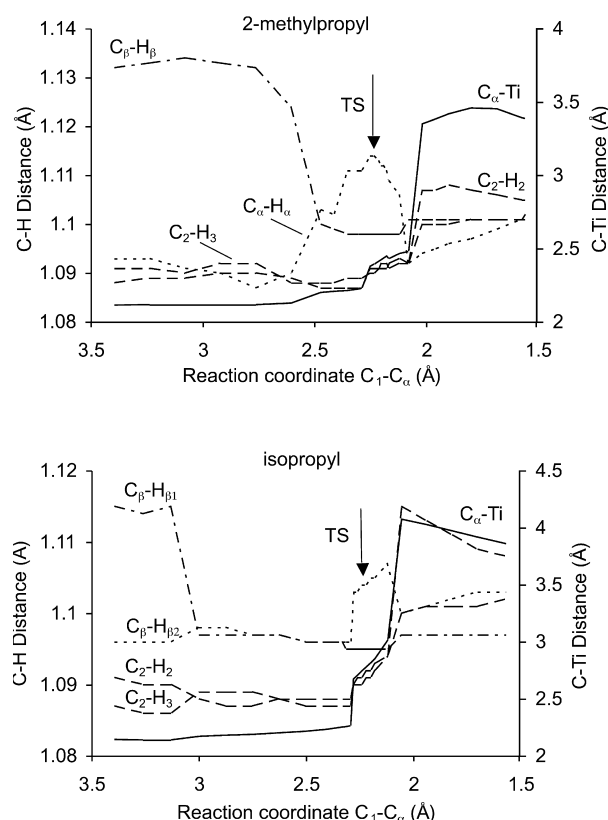 2-methylpropyl
1.14
1.13
1.12
1.11
1.1
1.09
1.08
4
3.5
3
2.5
2
3.5
3
2.5
2
1.5
C-H Distance (Å)
C-Ti Distance (Å)
Cβ-Hβ
TS
Cα-Ti
Cα-Hα
C2-H2
C2-H3
Reaction coordinate C1-Cα (Å)
isopropyl
1.12
1.11
1.1
1.09
1.08
4.5
4
3.5
3
2.5
2
3.5
3
2.5
2
1.5
C-H Distance (A)
C-Ti Distance (Å)
Cβ-Hβ1
Cα-Ti
TS
Cβ-Hβ2
C2-H2
C2-H3
Reaction coordinate C1-Cα (Å)